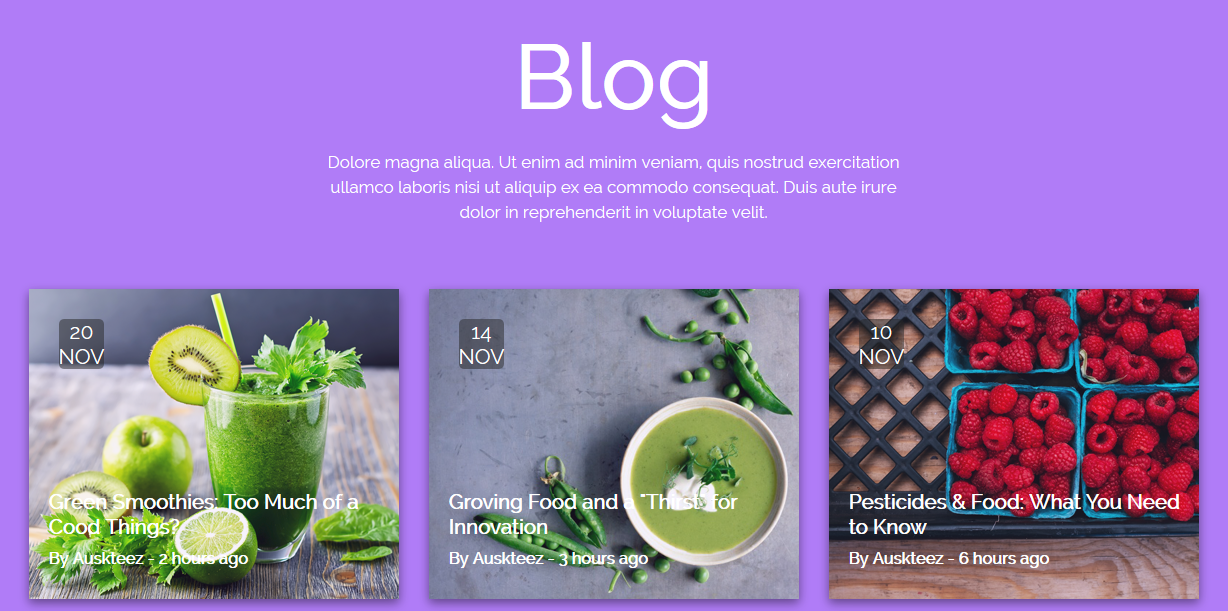 Blog
Dolore magna aliqua. Ut enim ad minim veniam, quis nostrud exercitation
ullamco laboris nisi ut aliquip ex ea commodo consequat. Duis aute irure
dolor in reprehenderit in voluptate velit.
20
NOV
Green Smoothies: Too Much of a
Cood Things?
By Auskteez - 2 hours ago
14
NOV
Groving Food and a "Thirst" for
Innovation
By Auskteez - 3 hours ago
10
NOV
Pesticides & Food: What You Need
to Know
By Auskteez - 6 hours ago